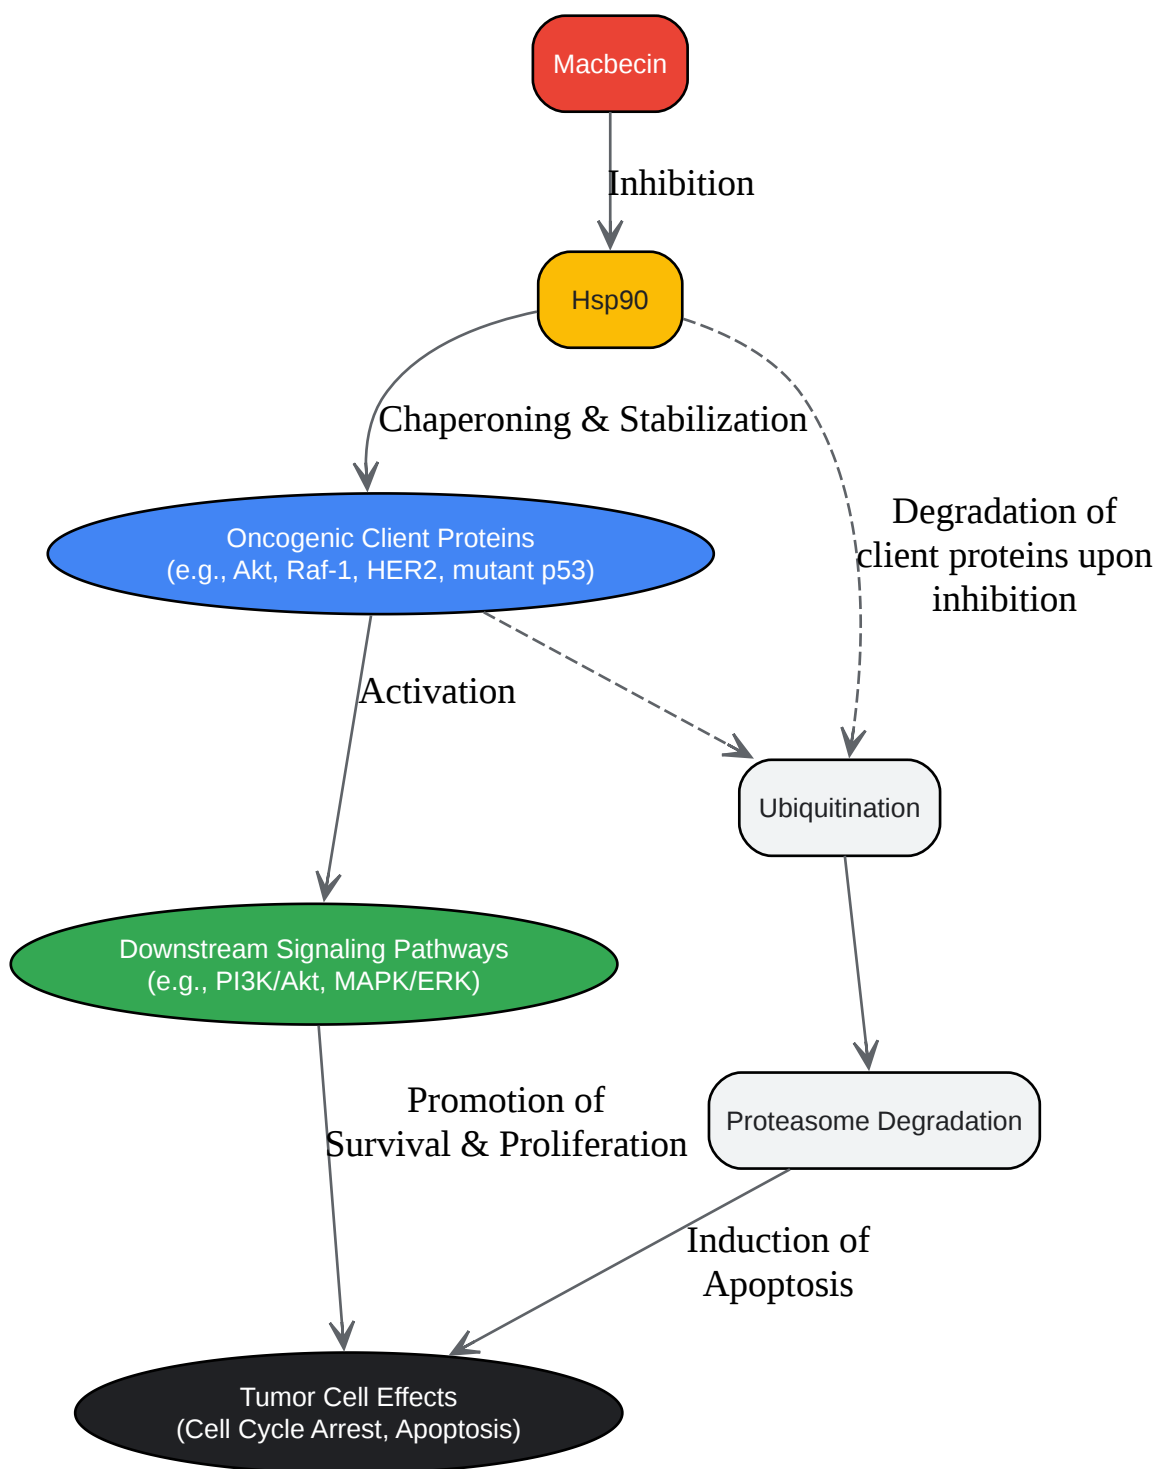 Macbecin
Inhibition
Hsp90
Chaperoning & Stabilization
Degradation of
client proteins upon
inhibition
Oncogenic Client Proteins
(e.g., Akt, Raf-1, HER2, mutant p53)
Activation
Ubiquitination
Downstream Signaling Pathways
(e.g., PI3K/Akt, MAPK/ERK)
Promotion of
Survival & Proliferation
Proteasome Degradation
Induction of
Apoptosis
Tumor Cell Effects
(Cell Cycle Arrest, Apoptosis)